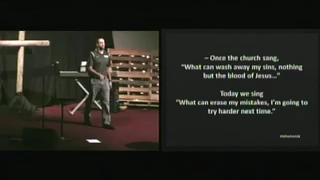 – Once the church sang,
“What can wash away my sins, nothing
but the blood of Jesus…”
Today we sing
“What can erase my mistakes, I’m going to
try harder next time.”